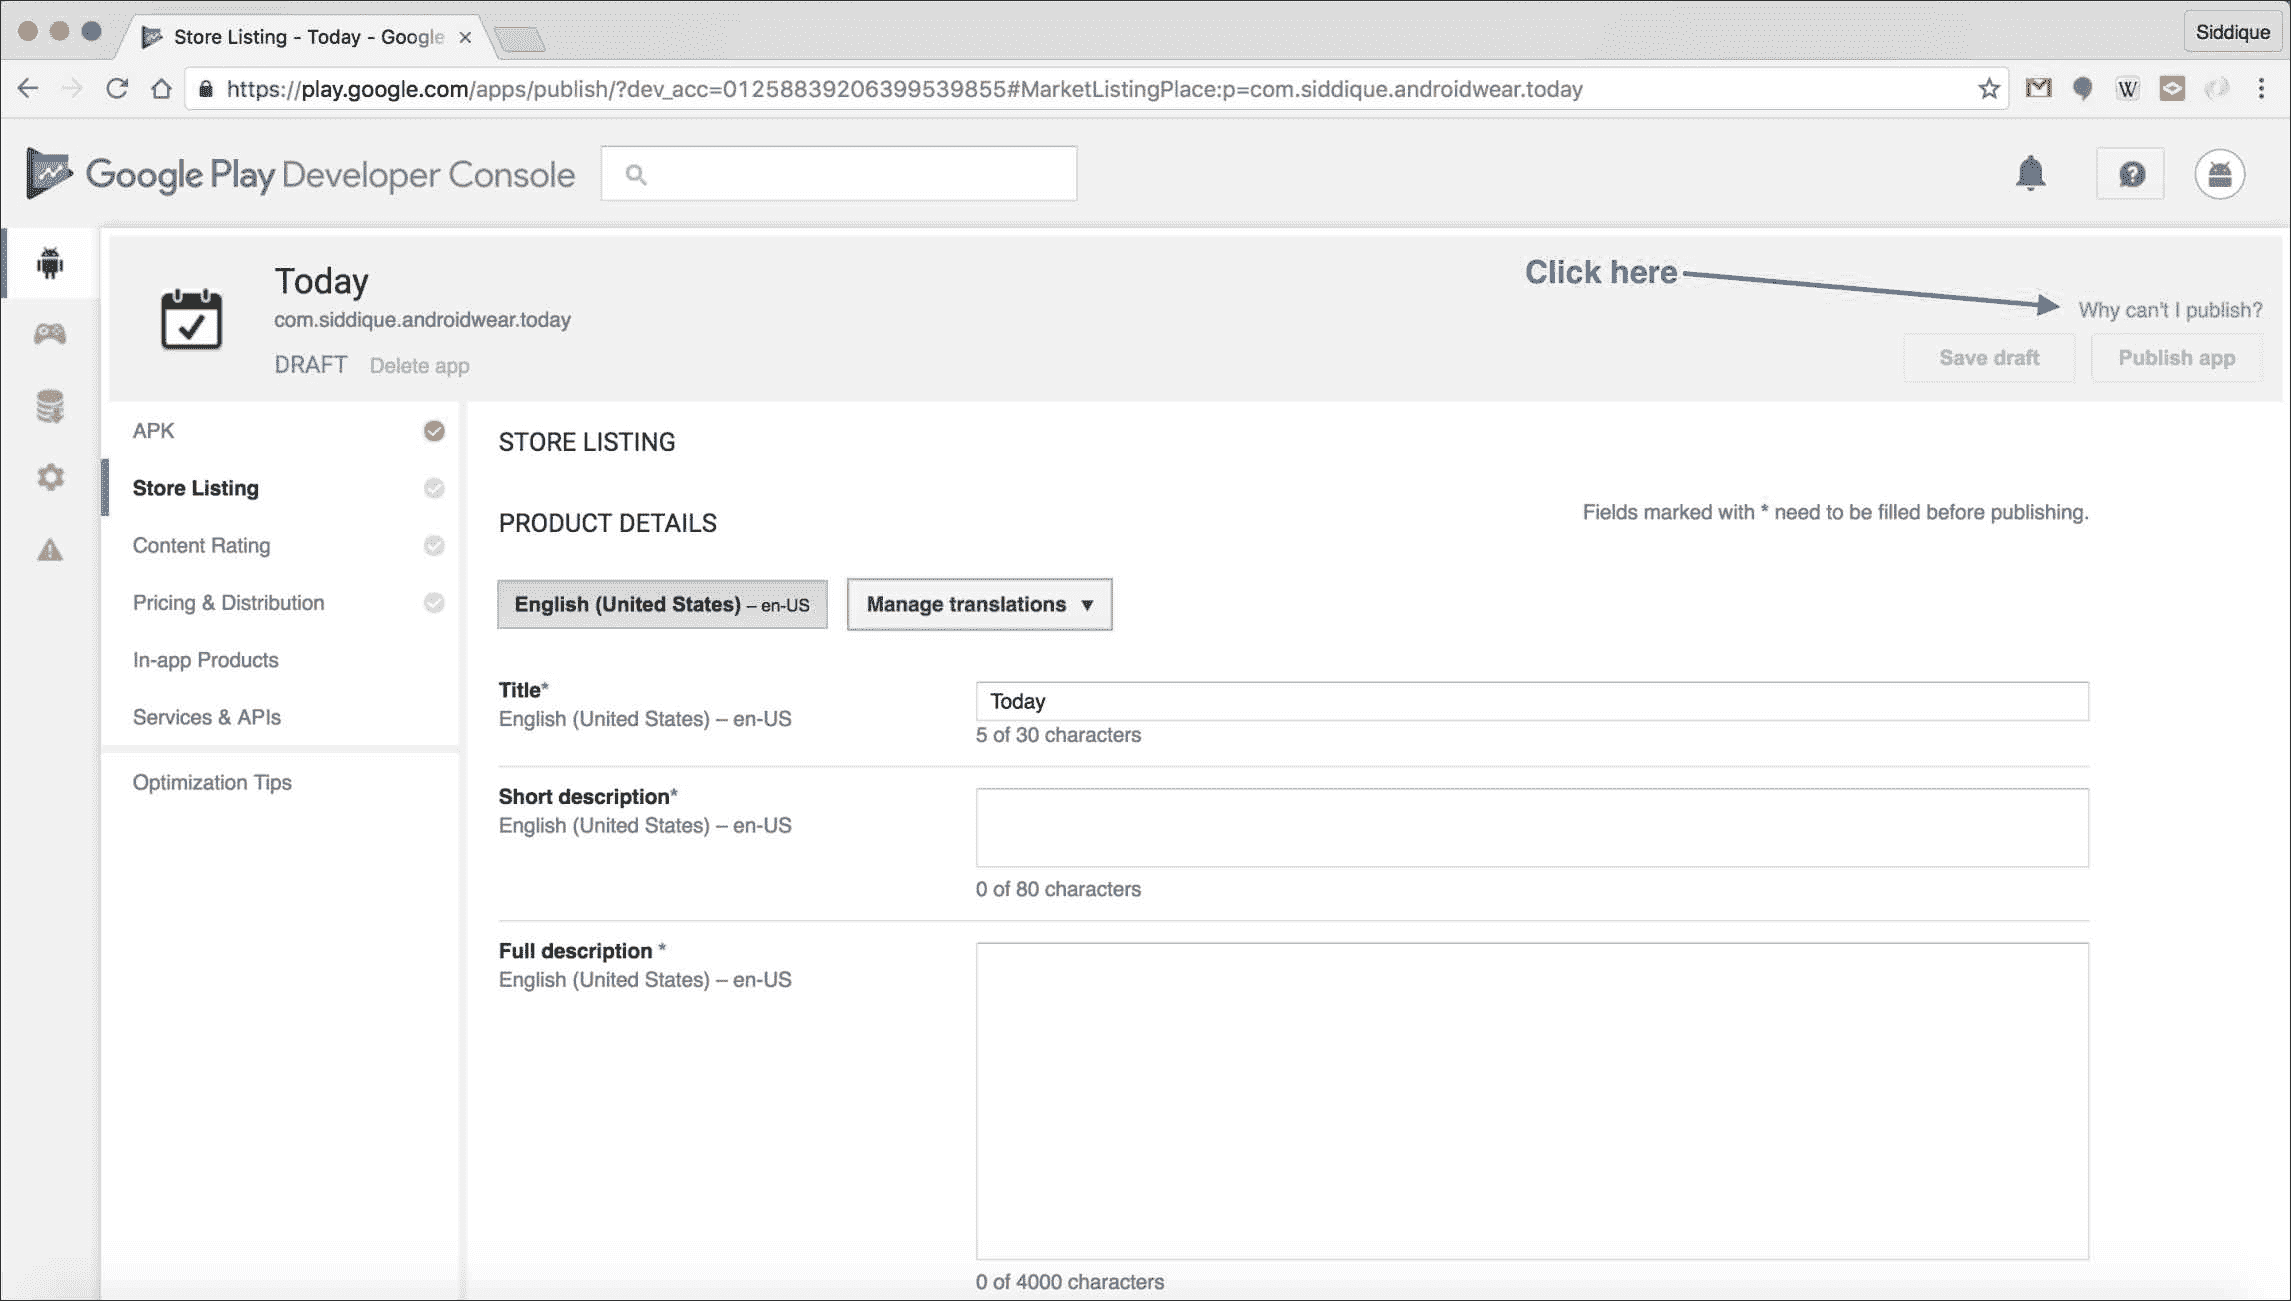 Store Listing - Today - Google
Siddique
https://play.google.com/apps/publish/?dev_acc=01258839206399539855#MarketListingPlace:p=com.siddique.androidwear.today
W
Google Play Developer Console
Today
com.siddique.androidwear.today
DRAFT Delete app
Click here
Why can't I publish?
Save draft Publish app
APK
Store Listing
Content Rating
Pricing & Distribution
In-app Products
Services & APIs
Optimization Tips
STORE LISTING
PRODUCT DETAILS
Fields marked with * need to be filled before publishing.
English (United States) – en-US Manage translations ▼
Title*
English (United States) – en-US
Today
5 of 30 characters
Short description*
English (United States) – en-US
0 of 80 characters
Full description *
English (United States) – en-US
0 of 4000 characters